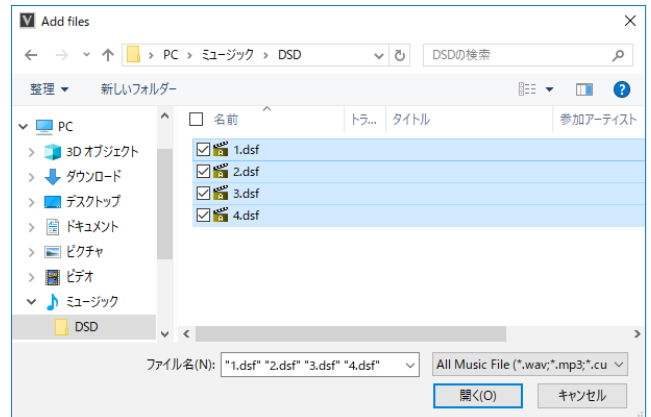 Add files
PC > ミュージック > DSD
DSDの検索
整理 ▼ 新しいフォルダー
PC
3D オブジェクト
ダウンロード
デスクトップ
ドキュメント
ピクチャ
ビデオ
ミュージック
DSD
名前 トラ... タイトル 参加アーティスト
1.dsf
2.dsf
3.dsf
4.dsf
ファイル名(N): "1.dsf" "2.dsf" "3.dsf" "4.dsf" All Music File (*.wav;*.mp3;*.cu
開く(O) キャンセル